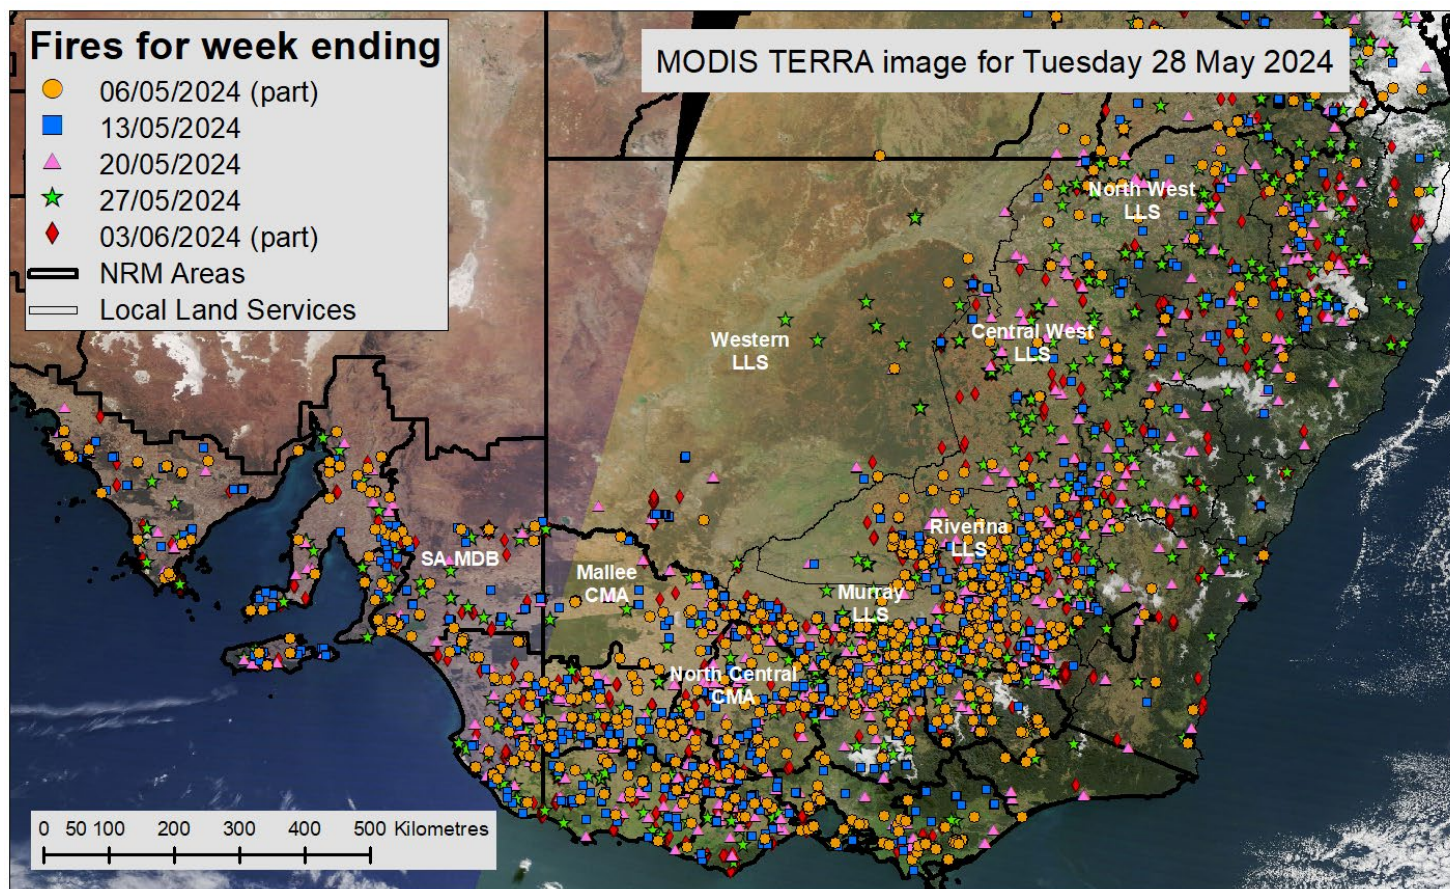 Fires for week ending
06/05/2024 (part)
13/05/2024
20/05/2024
27/05/2024
03/06/2024 (part)
NRM Areas
Local Land Services
MODIS TERRA image for Tuesday 28 May 2024
North West
LLS
Central West
LLS
Western
LLS
Riverina
LLS
SA MDB
Mallee
CMA
Murray
LLS
North Central
CMA
0 50 100 200 300 400 500 Kilometres